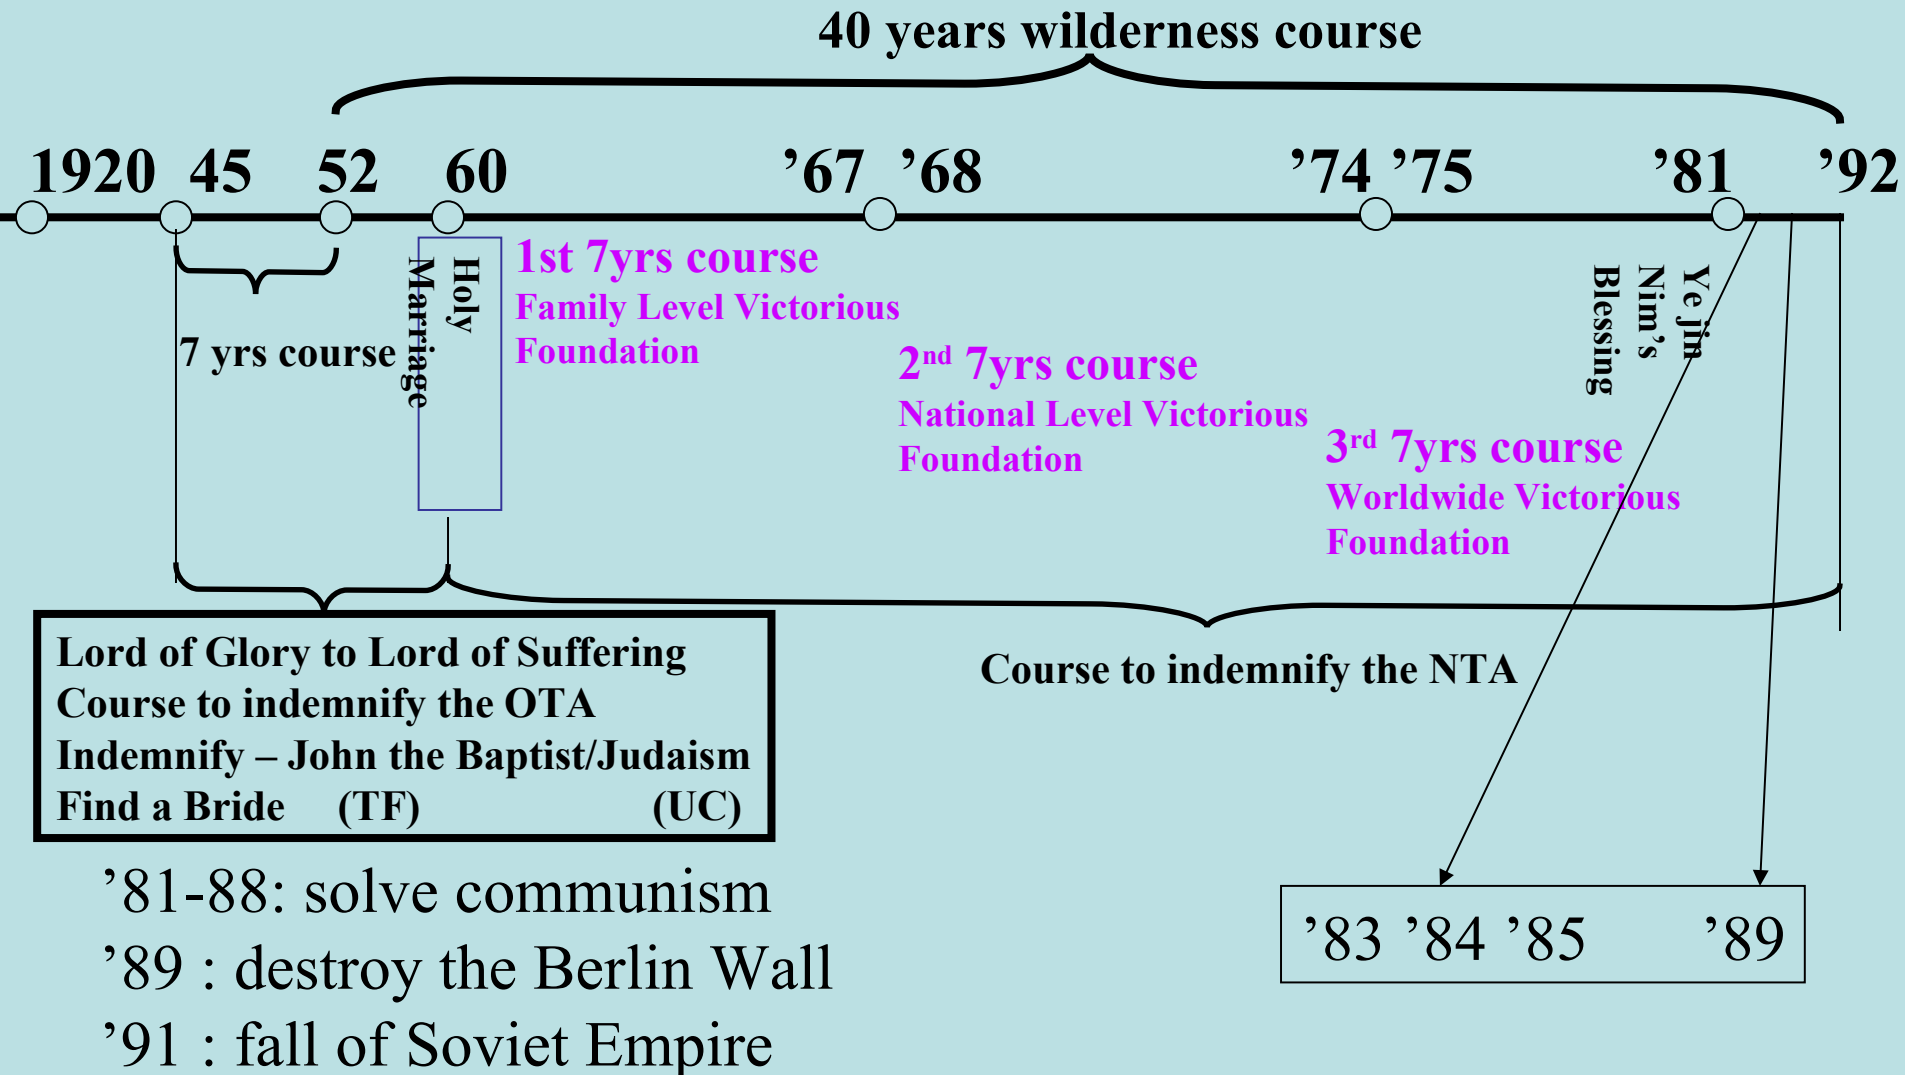 40 years wilderness course
1920 45 52 60 ’67 ’68 ’74 ’75 ’81 ’92
7 yrs course
Holy
Marriage
1st 7yrs course
Family Level Victorious
Foundation
2nd 7yrs course
National Level Victorious
Foundation
3rd 7yrs course
Worldwide Victorious
Foundation
Ye jin
Nim’s
Blessing
Lord of Glory to Lord of Suffering
Course to indemnify the OTA
Indemnify – John the Baptist/Judaism
Find a Bride (TF) (UC)
Course to indemnify the NTA
’81-88: solve communism
’89 : destroy the Berlin Wall
’91 : fall of Soviet Empire
’83 ’84 ’85 ’89